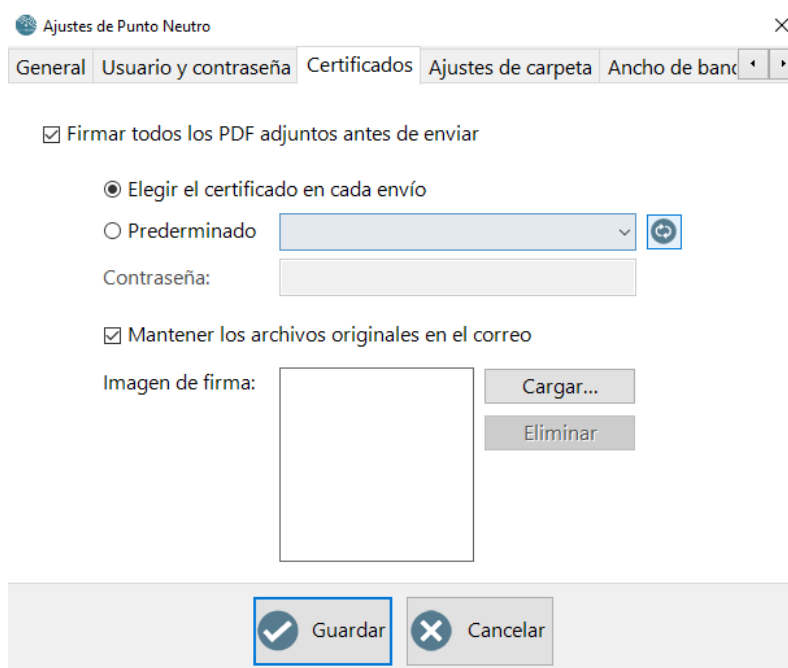 Ajustes de Punto Neutro
General Usuario y contraseña Certificados Ajustes de carpeta Ancho de
Firmar todos los PDF adjuntos antes de enviar
Elegir el certificado en cada envío
Prederminado
Contraseña:
Mantener los archivos originales en el correo
Imagen de firma: Cargar...
Eliminar
Guardar Cancelar